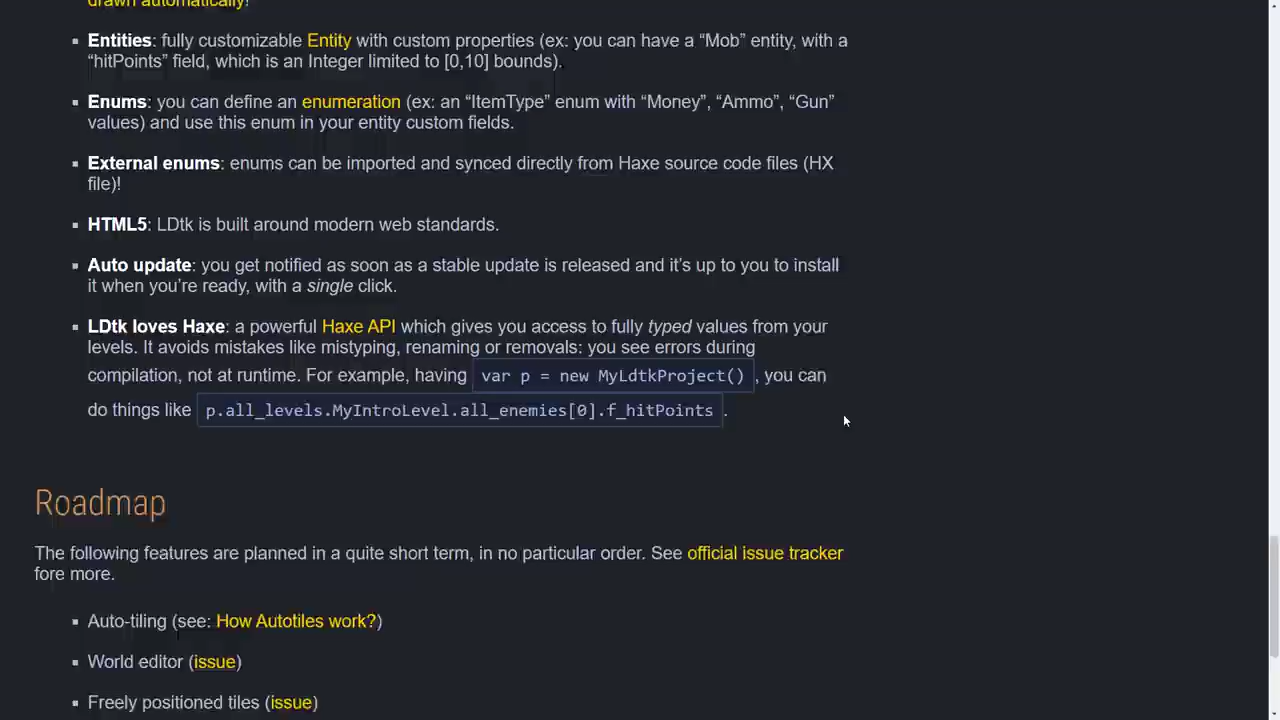 drawn automatically!
Entities: fully customizable Entity with custom properties (ex: you can have a “Mob” entity, with a
“hitPoints” field, which is an Integer limited to [0,10] bounds).
Enums: you can define an enumeration (ex: an “ItemType” enum with “Money”, “Ammo”, “Gun”
values) and use this enum in your entity custom fields.
External enums: enums can be imported and synced directly from Haxe source code files (HX
file)!
HTML5: LDtk is built around modern web standards.
Auto update: you get notified as soon as a stable update is released and it’s up to you to install
it when you’re ready, with a single click.
LDtk loves Haxe: a powerful Haxe API which gives you access to fully typed values from your
levels. It avoids mistakes like mistyping, renaming or removals: you see errors during
compilation, not at runtime. For example, having var p = new MyLdtkProject() , you can
do things like p.all_levels.MyIntroLevel.all_enemies[0].f_hitPoints .
Roadmap
The following features are planned in a quite short term, in no particular order. See official issue tracker
fore more.
Auto-tiling (see: How Autotiles work?)
World editor (issue)
Freely positioned tiles (issue)